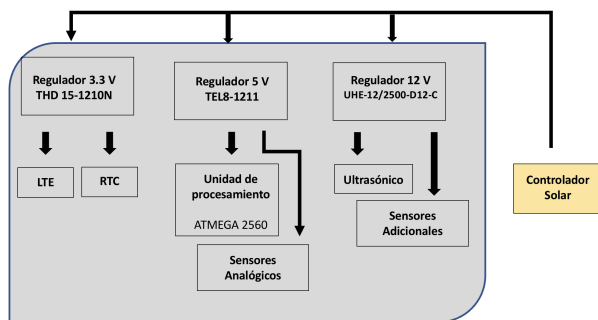 Regulador 3.3 V
THD 15-1210N
Regulador 5 V
TEL8-1211
Regulador 12 V
UHE-12/2500-D12-C
LTE
RTC
Unidad de
procesamiento
ATMEGA 2560
Ultrasónico
Controlador
Solar
Sensores
Adicionales
Sensores
Analógicos